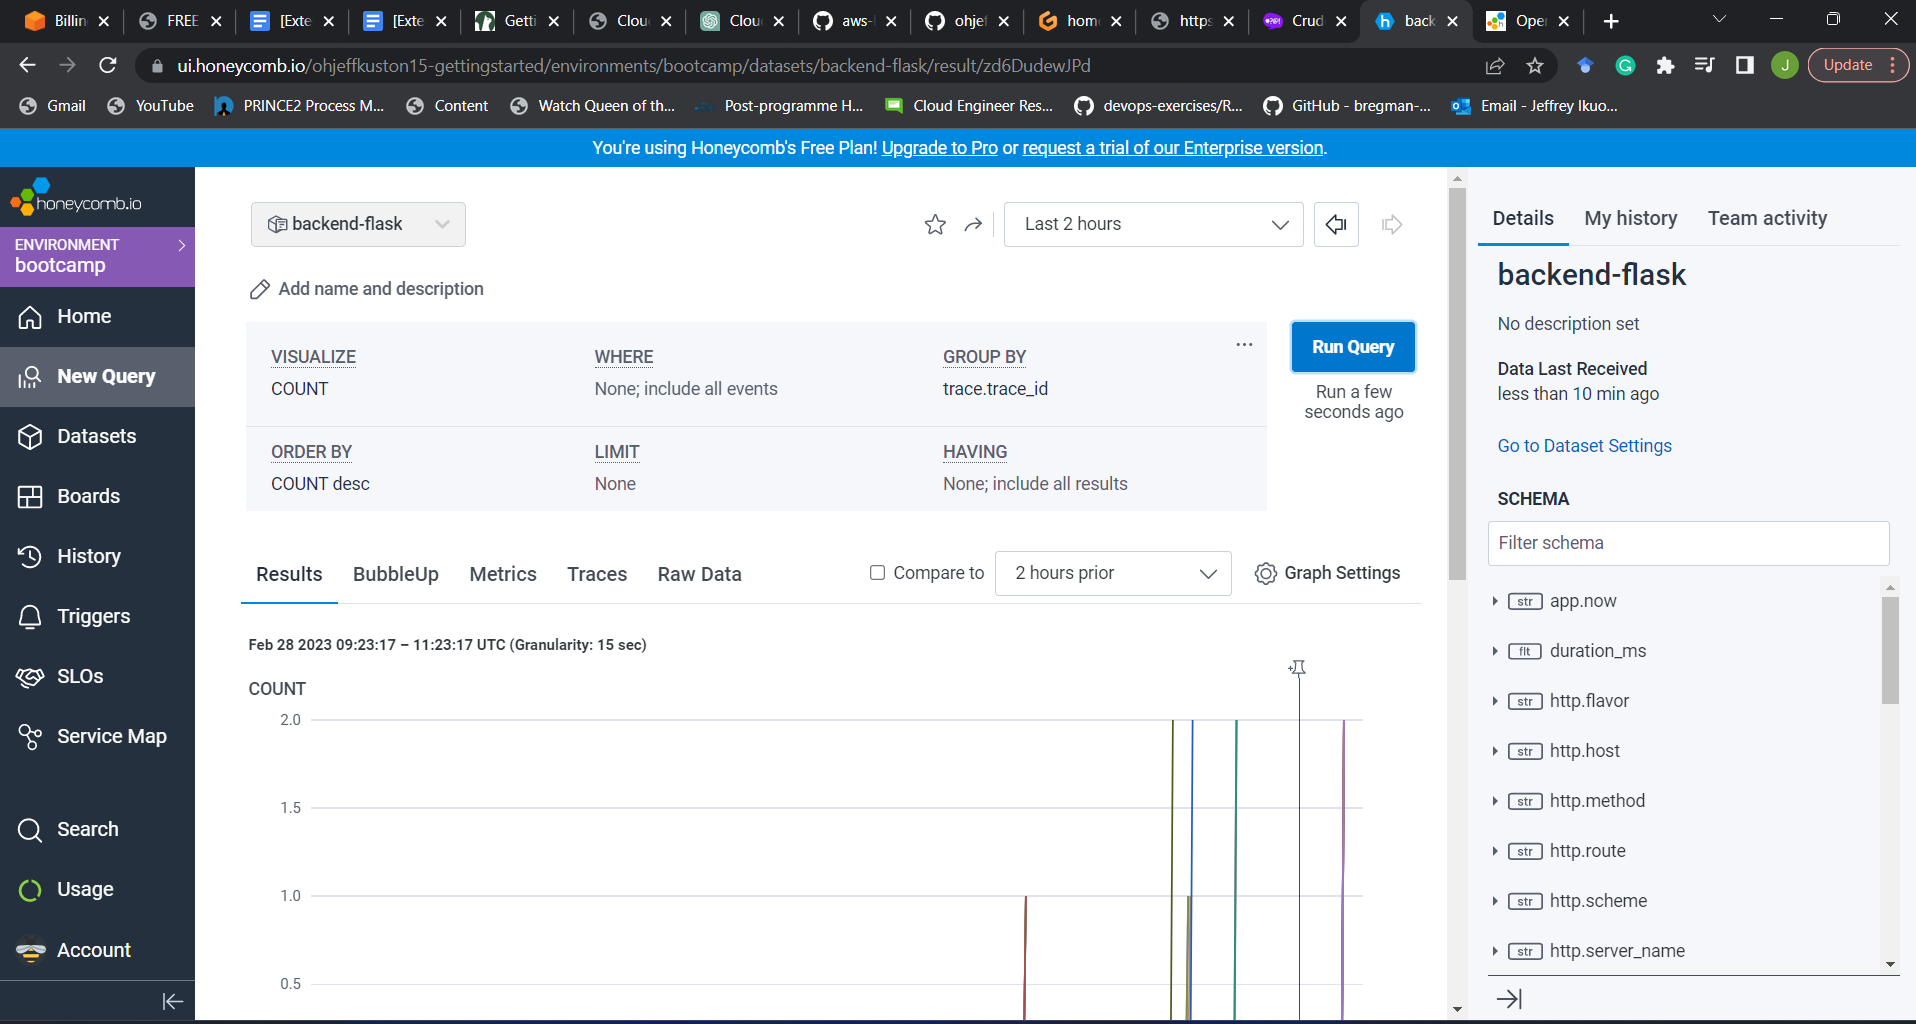 Billin
FREE
[Exte
[Exte
Getti
Clou
Clou
aws-
ohjef
hom
https
Crud
back
Oper
ui.honeycomb.io/ohjeffkuston15-gettingstarted/environments/bootcamp/datasets/backend-flask/result/zd6DudewJPd
J
Update
Gmail
YouTube
PRINCE2 Process M...
Content
Watch Queen of th...
Post-programme H...
Cloud Engineer Res...
devops-exercises/R...
GitHub - bregman-...
Email - Jeffrey Ikuo...
You're using Honeycomb's Free Plan! Upgrade to Pro or request a trial of our Enterprise version.
honeycomb.io
ENVIRONMENT
bootcamp
Home
New Query
Datasets
Boards
History
Triggers
SLOs
Service Map
Search
Usage
Account
backend-flask
Last 2 hours
Add name and description
VISUALIZE
COUNT
WHERE
None; include all events
GROUP BY
trace.trace_id
ORDER BY
COUNT desc
LIMIT
None
HAVING
None; include all results
Run Query
Run a few
seconds ago
Results
BubbleUp
Metrics
Traces
Raw Data
Compare to
2 hours prior
Graph Settings
Feb 28 2023 09:23:17 – 11:23:17 UTC (Granularity: 15 sec)
COUNT
2.0
1.5
1.0
0.5
Details
My history
Team activity
backend-flask
No description set
Data Last Received
less than 10 min ago
Go to Dataset Settings
SCHEMA
Filter schema
str app.now
flt duration_ms
str http.flavor
str http.host
str http.method
str http.route
str http.scheme
str http.server_name